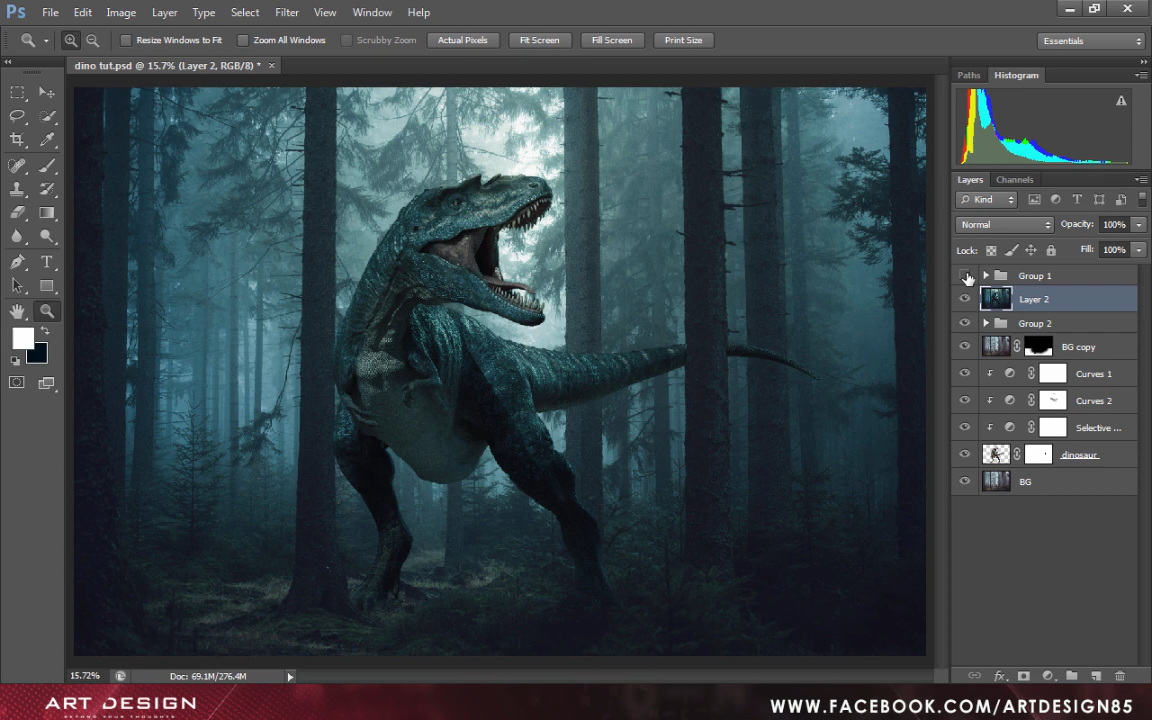 Ps File Edit Image Layer Type Select Filter View Window Help
Resize Windows to Fit Zoom All Windows Scrubby Zoom Actual Pixels Fit Screen Fill Screen Print Size Essentials
dino tut.psd @ 15.7% (Layer 2, RGB/8) * ×
Paths Histogram
Layers Channels
Kind
Normal Opacity: 100%
Lock: Fill: 100%
Group 1
Layer 2
Group 2
BG copy
Curves 1
Curves 2
Selective ...
dinosaur
BG
15.72% Doc: 69.1M/276.4M
fx
ART DESIGN
BEYOND YOUR THOUGHTS
WWW.FACEBOOK.COM/ARTDESIGN85